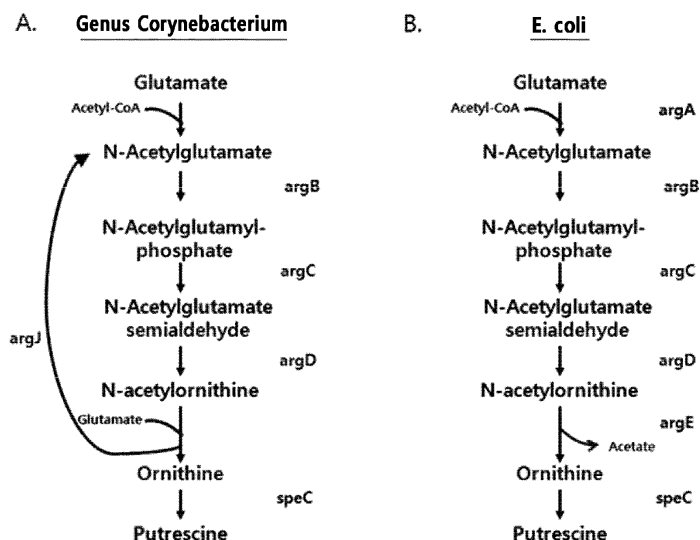 A. Genus Corynebacterium
Glutamate
Acetyl-CoA
N-Acetylglutamate
argB
N-Acetylglutamyl-
phosphate
argC
N-Acetylglutamate
semialdehyde
argJ
argD
N-acetylornithine
Glutamate
Ornithine
speC
Putrescine
B. E. coli
Glutamate
Acetyl-CoA
argA
N-Acetylglutamate
argB
N-Acetylglutamyl-
phosphate
argC
N-Acetylglutamate
semialdehyde
argD
N-acetylornithine
argE
Acetate
Ornithine
speC
Putrescine